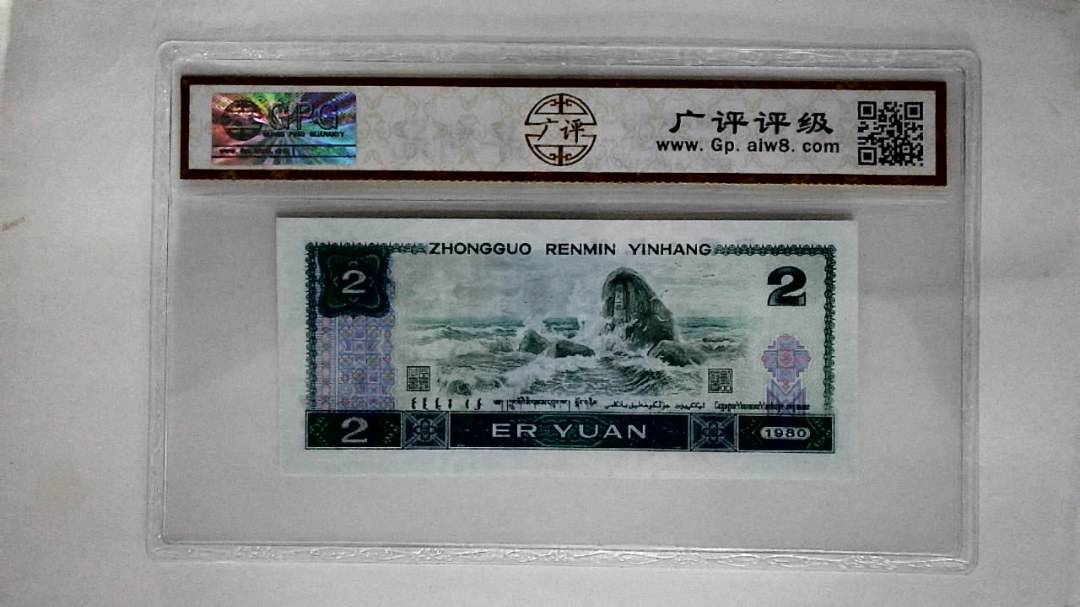 GPG
广评
广评评级
www. Gp. alw8. com
ZHONGGUO RENMIN YINHANG
2
2
2
ER YUAN
1980